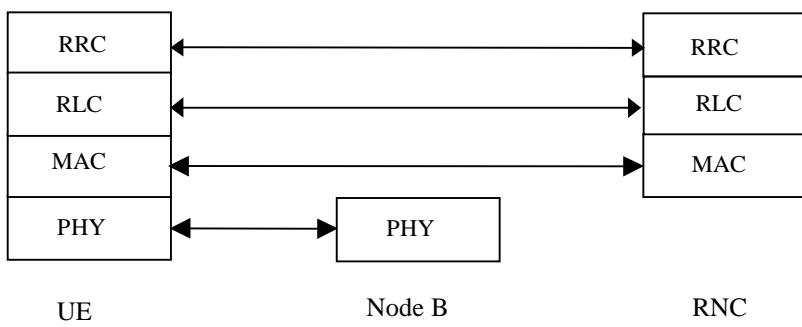 RRC RRC
RLC RLC
MAC MAC
PHY PHY
UE Node B RNC